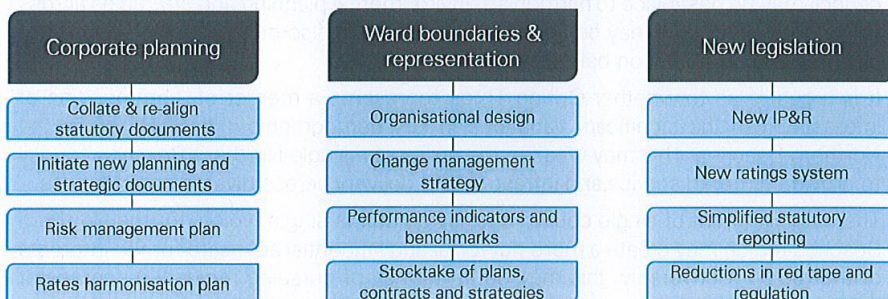 Corporate planning
Collate & re-align
statutory documents
Initiate new planning and
strategic documents
Risk management plan
Rates harmonisation plan
Ward boundaries &
representation
Organisational design
Change management
strategy
Performance indicators and
benchmarks
Stocktake of plans,
contracts and strategies
New legislation
New IP&R
New ratings system
Simplified statutory
reporting
Reductions in red tape and
regulation